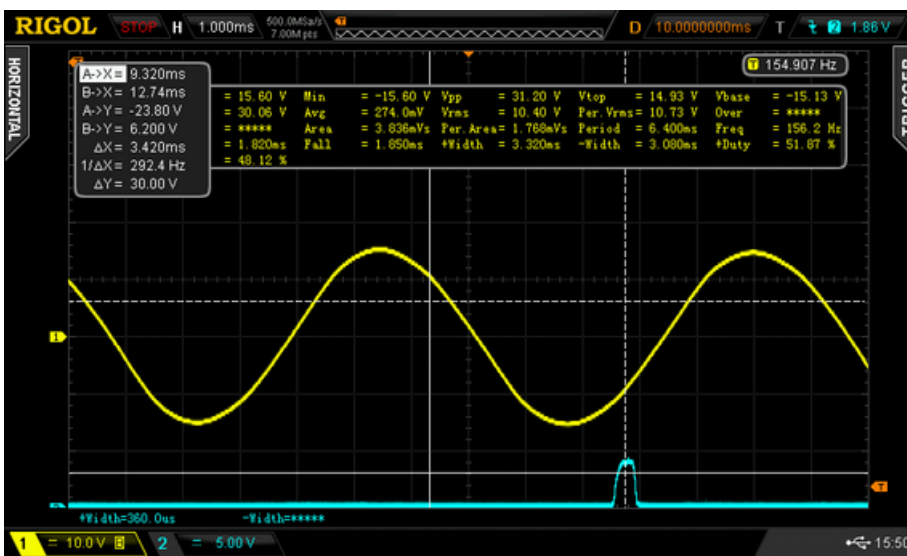 RIGOL STOP H 1.000ms 500.0MSa/s 7.00M pts D 10.0000000ms T 2 1.86 V
HORIZONTAL
A->X= 9.320ms
B->X= 12.74ms
A->Y= -23.80 V
B->Y= 6.200 V
ΔX= 3.420ms
1/ΔX= 292.4 Hz
ΔY= 30.00 V
T 154.907 Hz
= 15.60 V Min = -15.60 V Vpp = 31.20 V Vtop = 14.93 V Vbase = -15.13 V
= 30.06 V Avg = 274.0mV Vrms = 10.40 V Per.Vrms= 10.73 V Over = *****
= ***** Area = 3.836mVs Per.Area= 1.768mVs Period = 6.400ms Freq = 156.2 Hz
= 1.820ms Fall = 1.850ms +Width = 3.320ms -Width = 3.080ms +Duty = 51.87 %
= 48.12 %
1
T
+Width=360.0us -Width=*****
1 = 10.0 V B 2 = 5.00 V 15:50